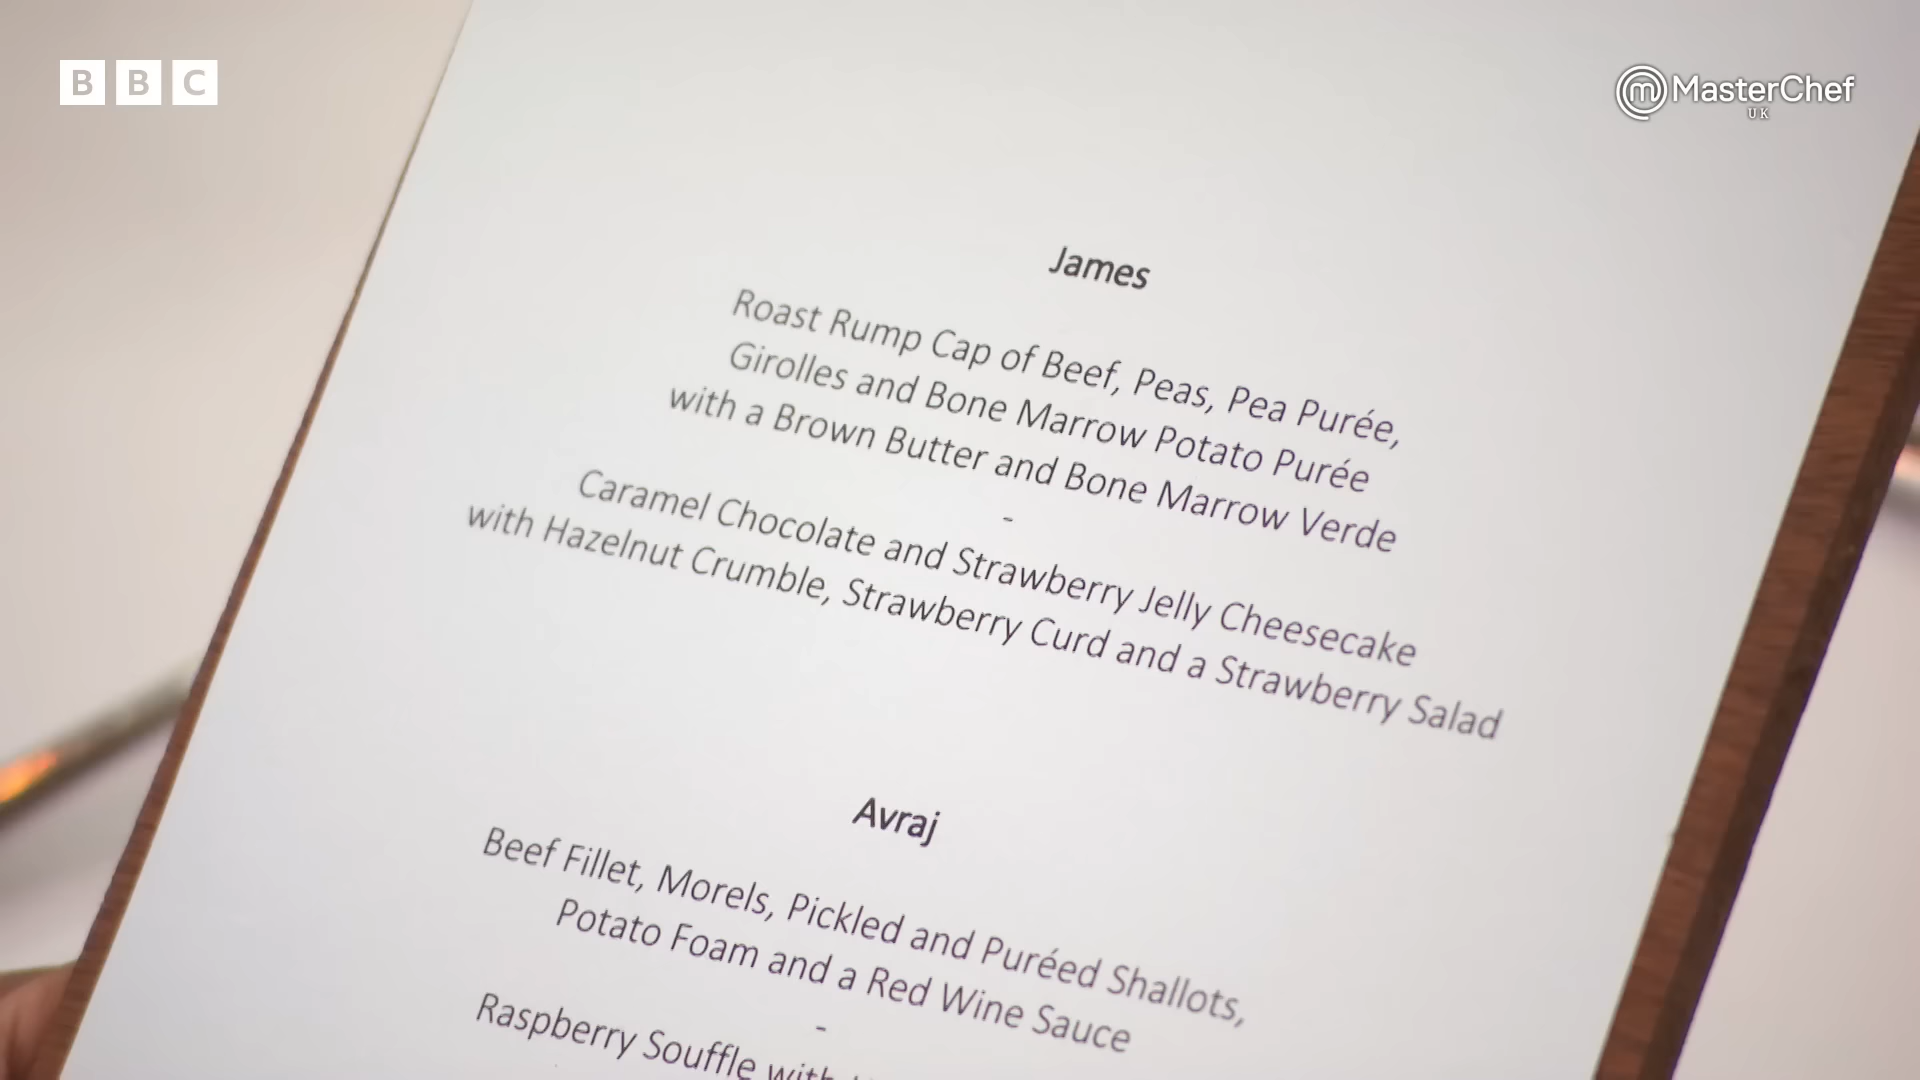 BBC
MasterChef
UK
James
Roast Rump Cap of Beef, Peas, Pea Purée,
Girolles and Bone Marrow Potato Purée
with a Brown Butter and Bone Marrow Verde
-
Caramel Chocolate and Strawberry Jelly Cheesecake
with Hazelnut Crumble, Strawberry Curd and a Strawberry Salad
Avraj
Beef Fillet, Morels, Pickled and Puréed Shallots,
Potato Foam and a Red Wine Sauce
-
Raspberry Souffle with